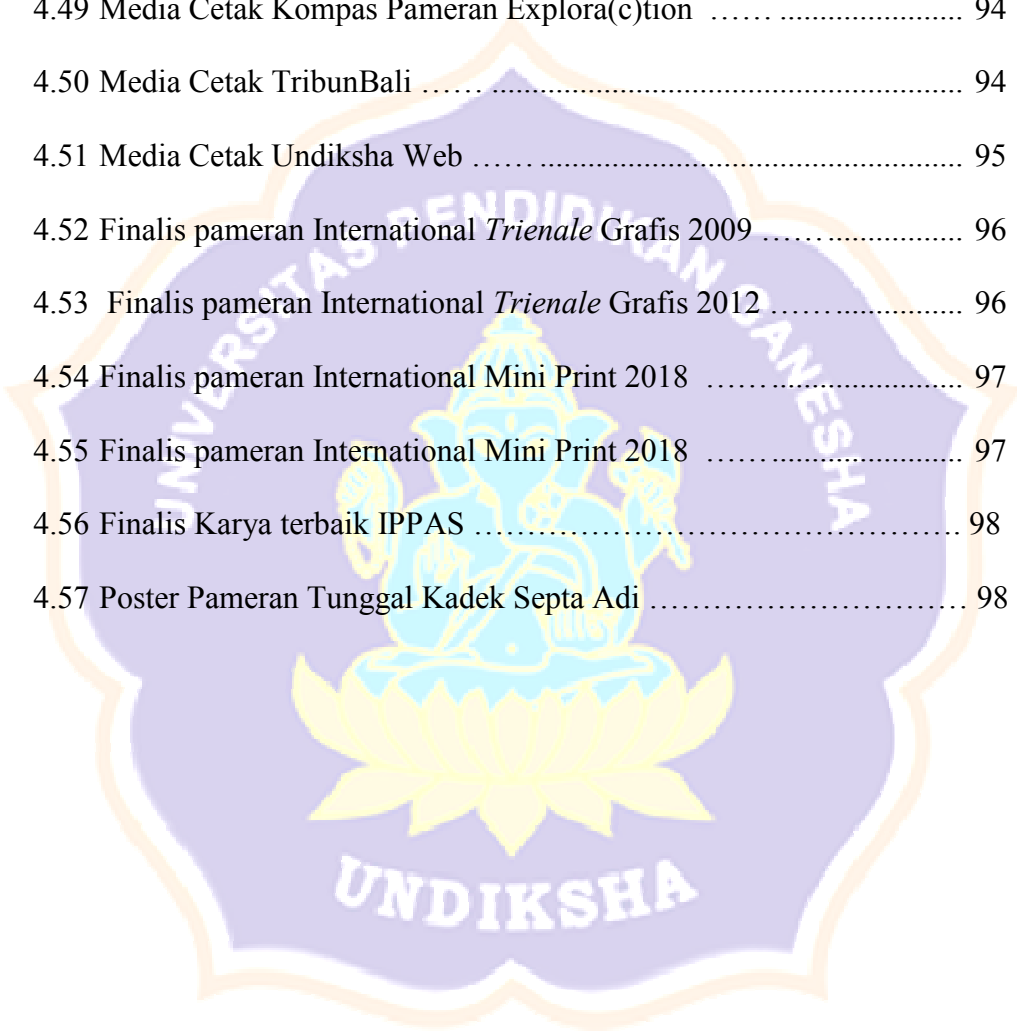 4.49 Media Cetak Kompas Pameran Explora(c)tion …… ..................... 94
4.50 Media Cetak TribunBali …… ....................................................... 94
4.51 Media Cetak Undiksha Web …… ................................................. 95
4.52 Finalis pameran International Trienale Grafis 2009 …… ................ 96
4.53 Finalis pameran International Trienale Grafis 2012 …… ............... 96
4.54 Finalis pameran International Mini Print 2018 …… ...................... 97
4.55 Finalis pameran International Mini Print 2018 …… ...................... 97
4.56 Finalis Karya terbaik IPPAS ……………………………………………… 98
4.57 Poster Pameran Tunggal Kadek Septa Adi ……………………………… 98
UNIVERSITAS PENDIDIKAN GANESHA
UNDIKSHA